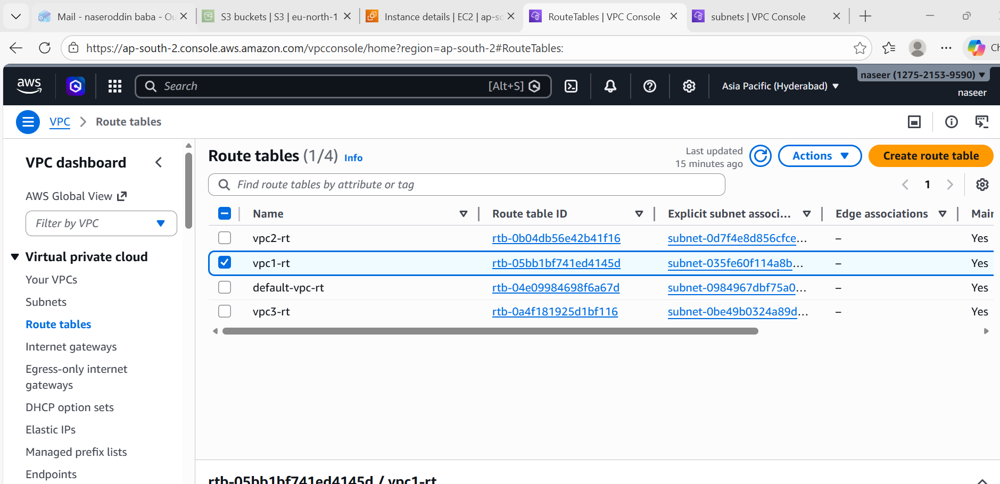 Mail - naseroddin baba - Ou
S3 buckets | S3 | eu-north-1
Instance details | EC2 | ap-so
RouteTables | VPC Console
subnets | VPC Console
https://ap-south-2.console.aws.amazon.com/vpcconsole/home?region=ap-south-2#RouteTables:
Ch
aws
Search
[Alt+S]
Asia Pacific (Hyderabad)
naseer (1275-2153-9590)
naseer
VPC
Route tables
VPC dashboard
AWS Global View
Filter by VPC
Virtual private cloud
Your VPCs
Subnets
Route tables
Internet gateways
Egress-only internet
gateways
DHCP option sets
Elastic IPs
Managed prefix lists
Endpoints
Route tables (1/4) Info
Last updated
15 minutes ago
Actions
Create route table
Find route tables by attribute or tag
1
Name Route table ID Explicit subnet associ... Edge associations Mair
vpc2-rt rtb-0b04db56e42b41f16 subnet-0d7f4e8d856cfce... – Yes
vpc1-rt rtb-05bb1bf741ed4145d subnet-035fe60f114a8b... – Yes
default-vpc-rt rtb-04e09984698f6a67d subnet-0984967dbf75a0... – Yes
vpc3-rt rtb-0a4f181925d1bf116 subnet-0be49b0324a89d... – Yes
rtb-05bb1bf741ed4145d / vpc1-rt